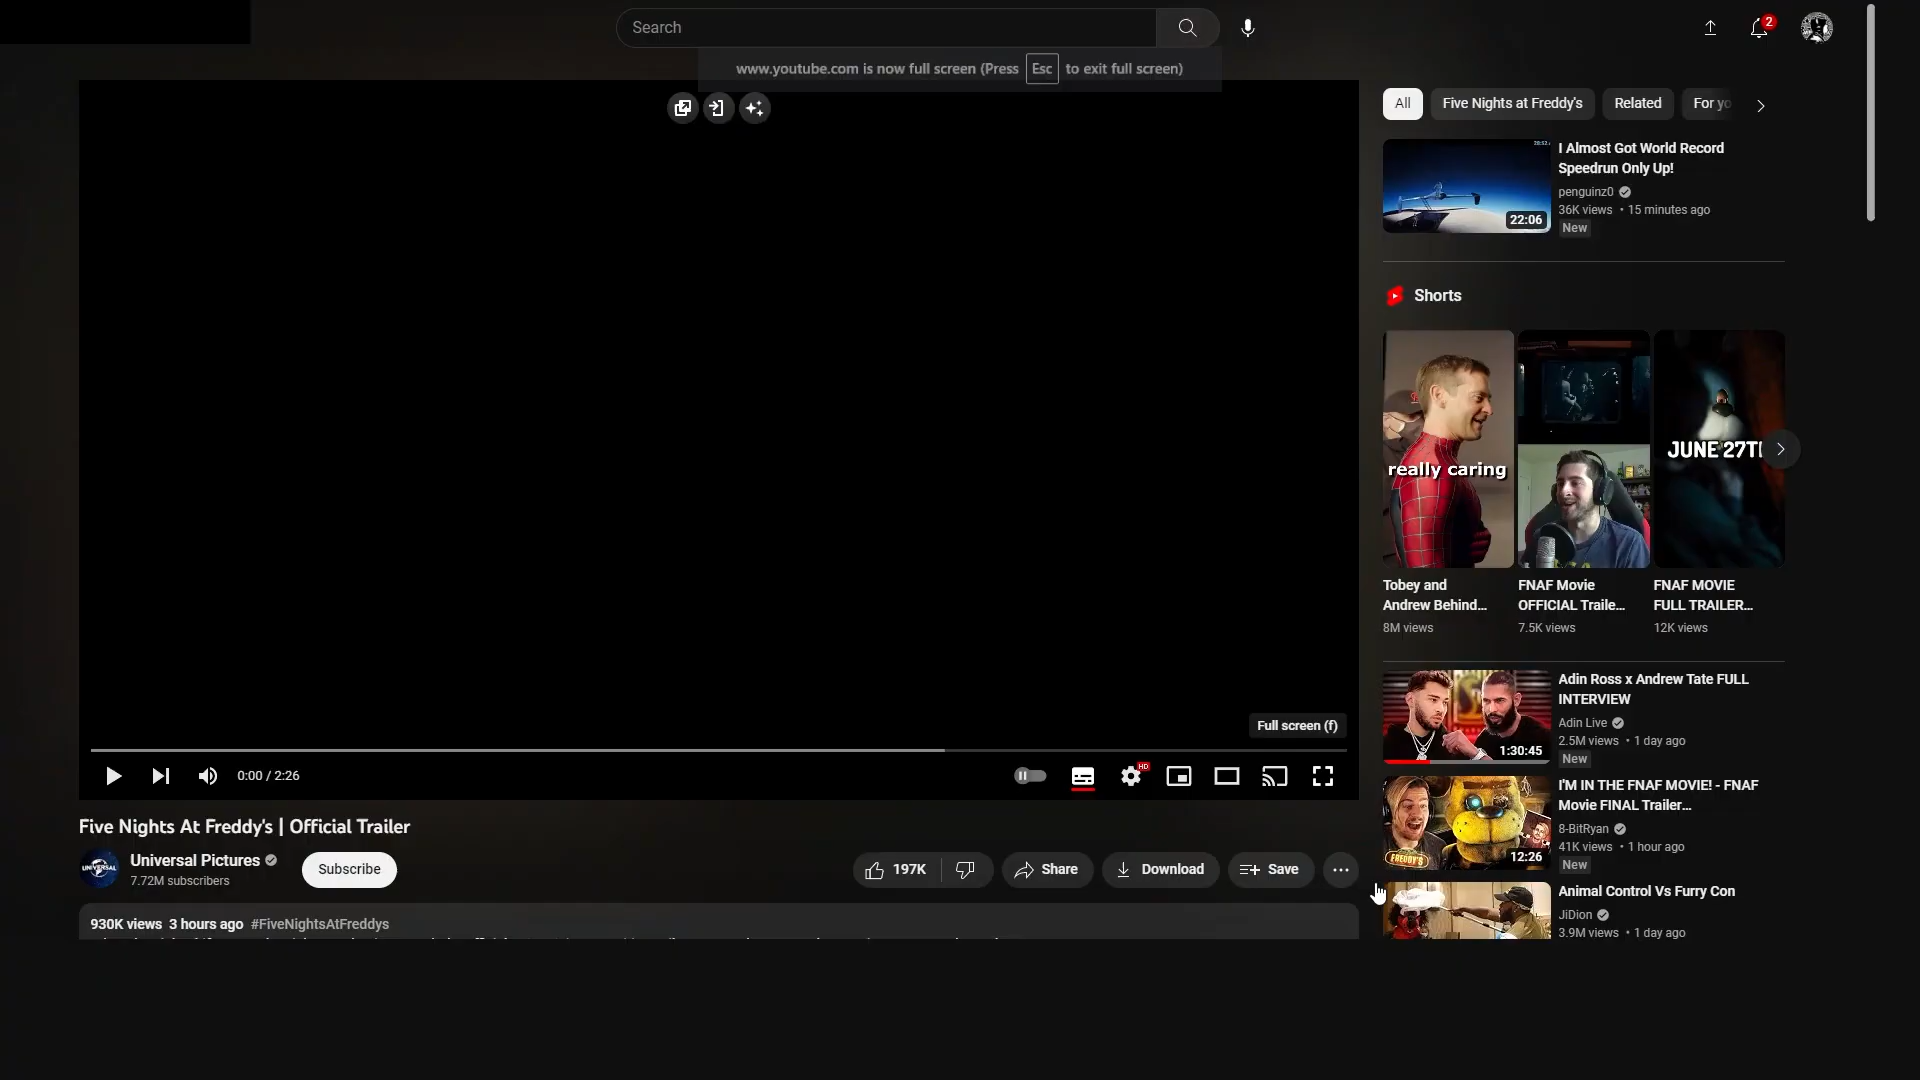 Search
2
www.youtube.com is now full screen (Press Esc to exit full screen)
All
Five Nights at Freddy's
Related
For yo
22:06
I Almost Got World Record
Speedrun Only Up!
penguinz0
36K views • 15 minutes ago
New
Shorts
really caring
JUNE 27T
Tobey and
Andrew Behind...
8M views
FNAF Movie
OFFICIAL Traile...
7.5K views
FNAF MOVIE
FULL TRAILER...
12K views
1:30:45
Adin Ross x Andrew Tate FULL
INTERVIEW
Adin Live
2.5M views • 1 day ago
New
FREDDY'S
12:26
I'M IN THE FNAF MOVIE! - FNAF
Movie FINAL Trailer...
8-BitRyan
41K views • 1 hour ago
New
Animal Control Vs Furry Con
JiDion
3.9M views • 1 day ago
Full screen (f)
0:00 / 2:26
HD
Five Nights At Freddy's | Official Trailer
UNIVERSAL
Universal Pictures
7.72M subscribers
Subscribe
197K
Share
Download
Save
930K views 3 hours ago #FiveNightsAtFreddys